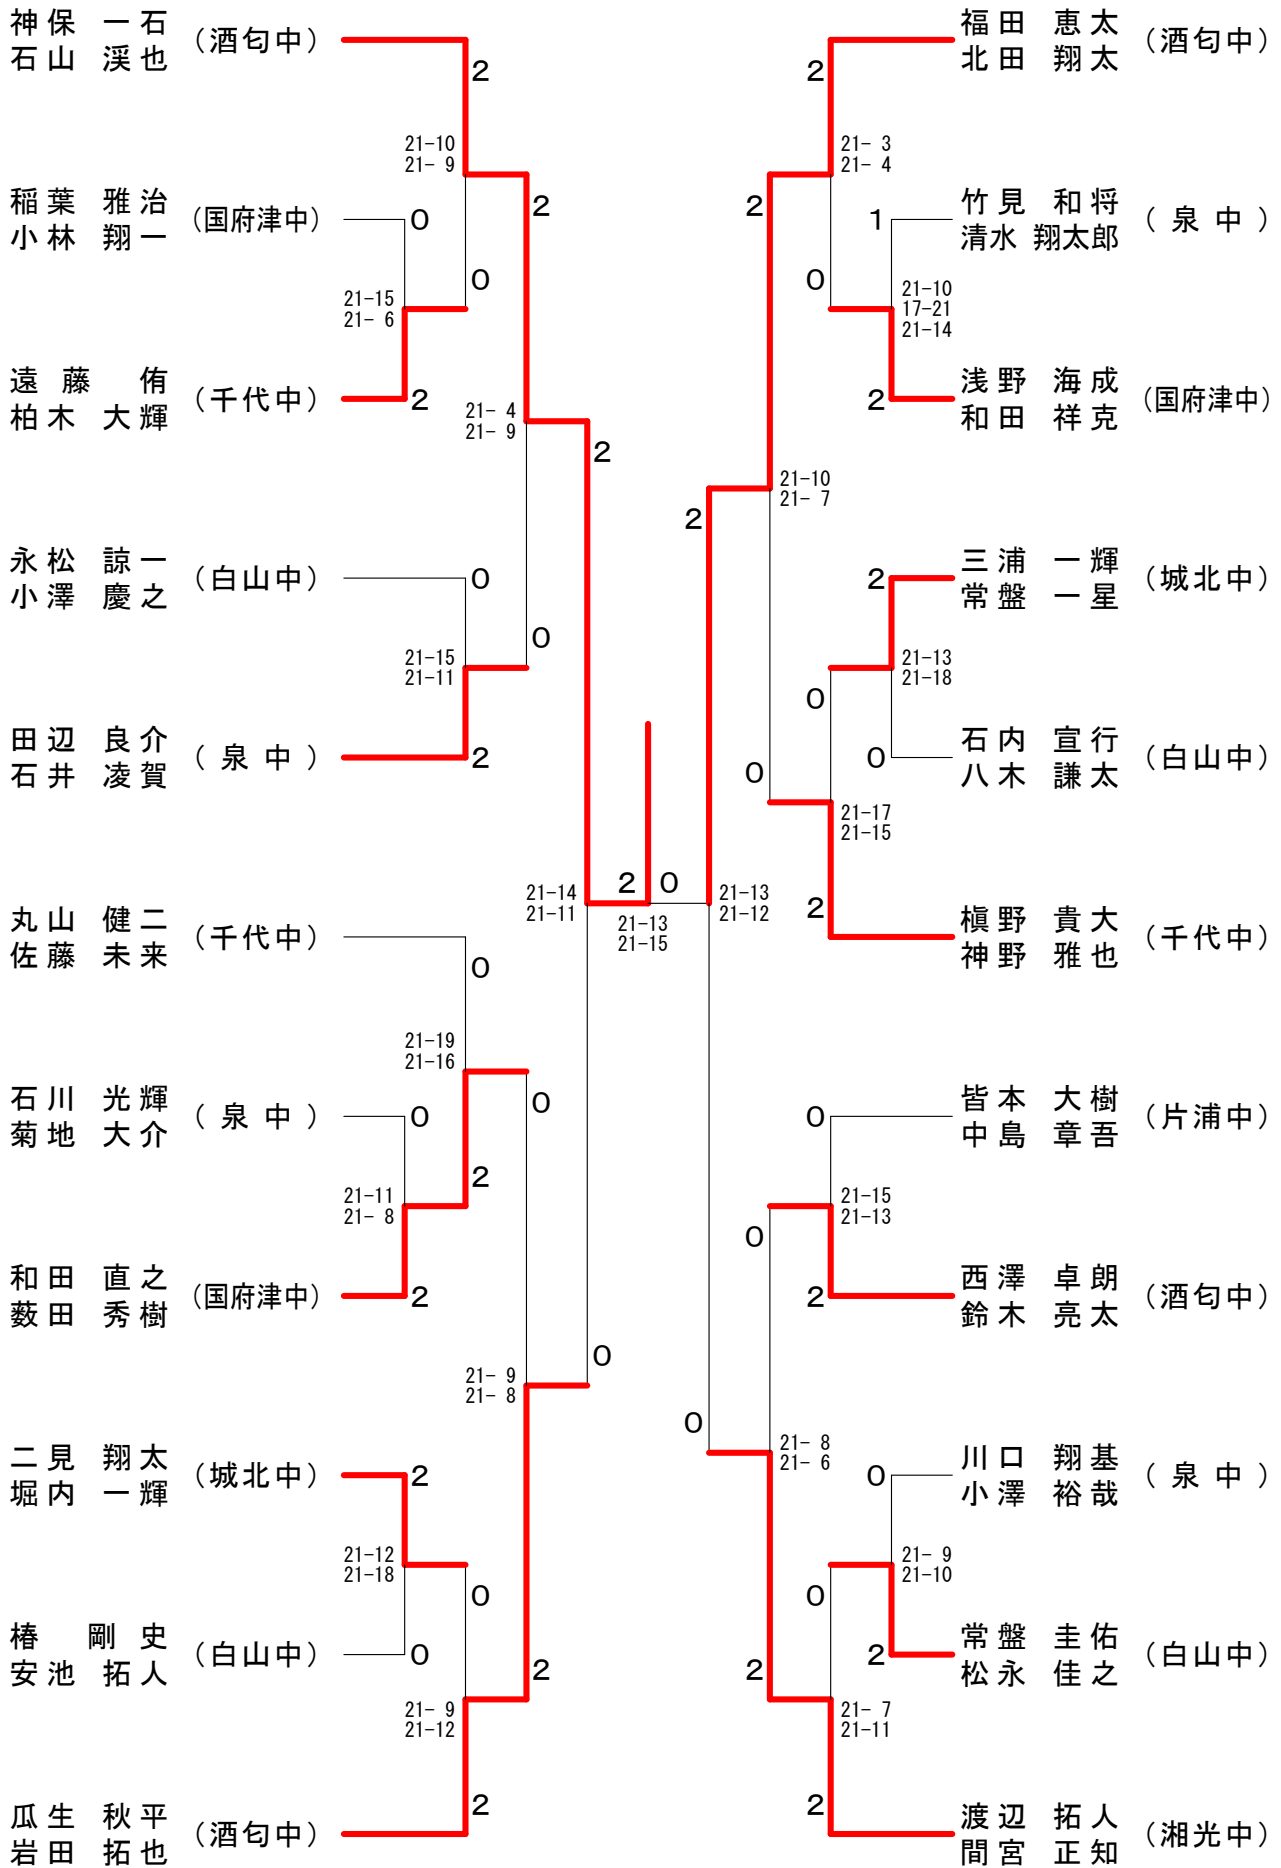 神保 一石
石山 渓也
(酒匂中)
2
21-10
21- 9
2
稲葉 雅治
小林 翔一
(国府津中)
0
0
21-15
21- 6
遠藤 侑
柏木 大輝
(千代中)
2
21- 4
21- 9
2
永松 諒一
小澤 慶之
(白山中)
0
0
21-15
21-11
田辺 良介
石井 凌賀
(泉中)
2
丸山 健二
佐藤 未来
(千代中)
0
21-14
21-11
21-19
21-16
石川 光輝
菊地 大介
(泉中)
0
0
2
21-11
21- 8
和田 直之
薮田 秀樹
(国府津中)
2
0
21- 9
21- 8
二見 翔太
堀内 一輝
(城北中)
2
21-12
21-18
0
椿 剛史
安池 拓人
(白山中)
0
2
21- 9
21-12
瓜生 秋平
岩田 拓也
(酒匂中)
2
2 0
21-13
21-15
福田 恵太
北田 翔太
(酒匂中)
2
21- 3
21- 4
2
竹見 和将
清水 翔太郎
(泉中)
1
0
21-10
17-21
21-14
浅野 海成
和田 祥克
(国府津中)
2
21-10
21- 7
2
三浦 一輝
常盤 一星
(城北中)
2
21-13
21-18
0
石内 宣行
八木 謙太
(白山中)
0
0
21-17
21-15
槇野 貴大
神野 雅也
(千代中)
2
21-13
21-12
皆本 大樹
中島 章吾
(片浦中)
0
21-15
21-13
0
西澤 卓朗
鈴木 亮太
(酒匂中)
2
0
21- 8
21- 6
川口 翔基
小澤 裕哉
(泉中)
0
21- 9
21-10
0
常盤 圭佑
松永 佳之
(白山中)
2
2
21- 7
21-11
渡辺 拓人
間宮 正知
(湘光中)
2